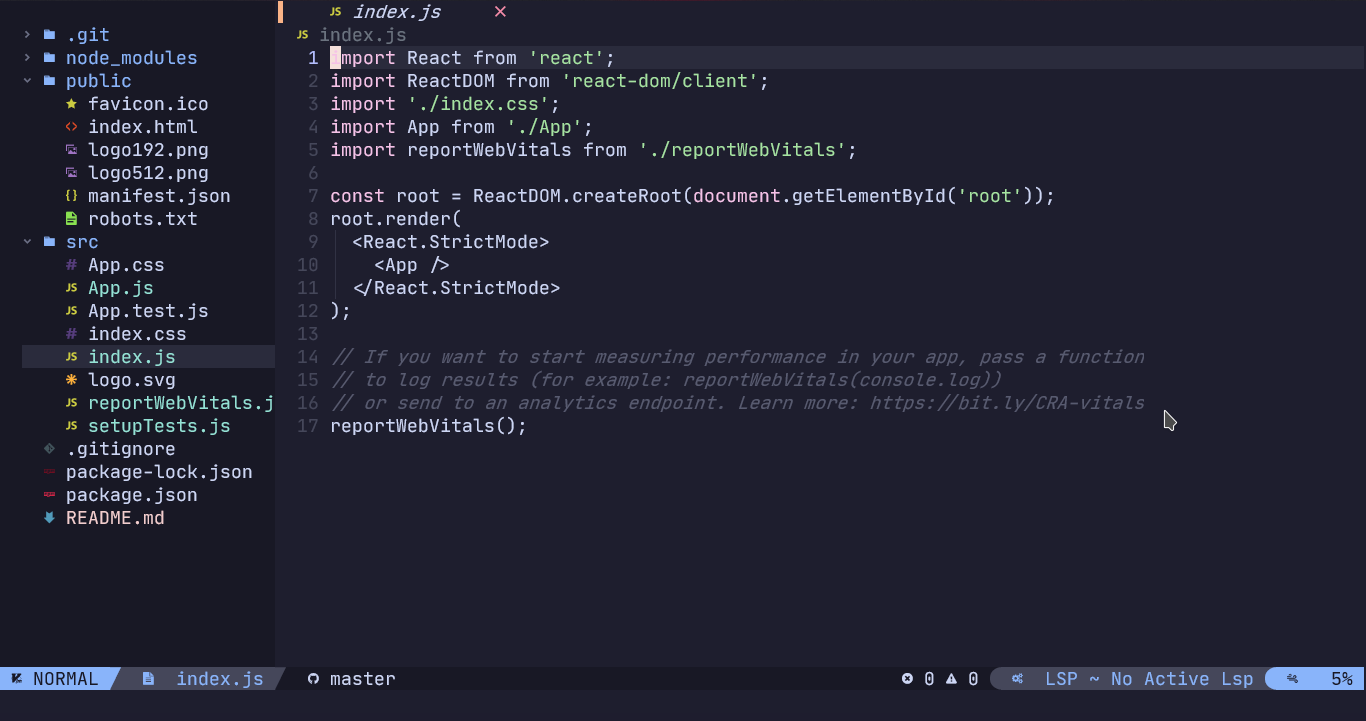 JS index.js ✕
.git
node_modules
public
favicon.ico
index.html
logo192.png
logo512.png
{} manifest.json
robots.txt
src
# App.css
JS App.js
JS App.test.js
# index.css
JS index.js
logo.svg
JS reportWebVitals.j
JS setupTests.js
.gitignore
package-lock.json
package.json
README.md
JS index.js
1 import React from 'react';
2 import ReactDOM from 'react-dom/client';
3 import './index.css';
4 import App from './App';
5 import reportWebVitals from './reportWebVitals';
6
7 const root = ReactDOM.createRoot(document.getElementById('root'));
8 root.render(
9   <React.StrictMode>
10     <App />
11   </React.StrictMode>
12 );
13
14 // If you want to start measuring performance in your app, pass a function
15 // to log results (for example: reportWebVitals(console.log))
16 // or send to an analytics endpoint. Learn more: https://bit.ly/CRA-vitals
17 reportWebVitals();
NORMAL index.js master 0 0 LSP ~ No Active Lsp 5%